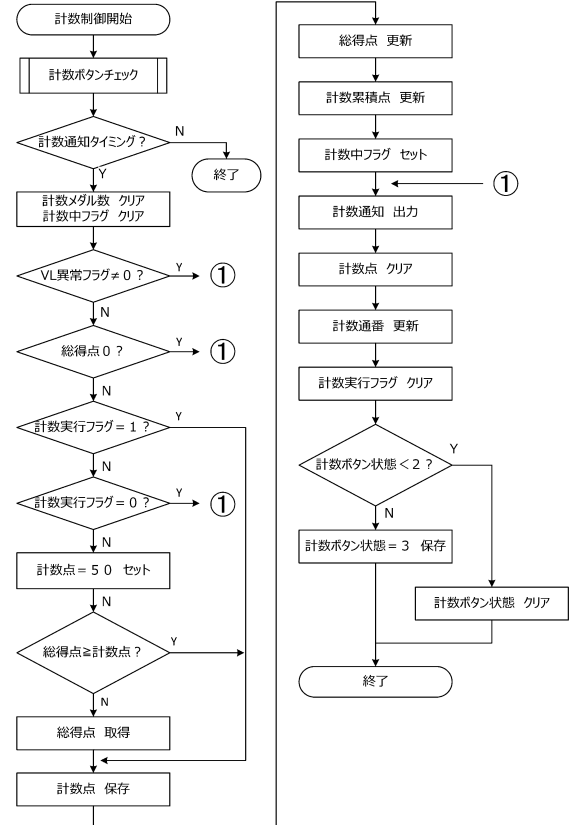 計数制御開始
計数ボタンチェック
計数通知タイミング？
N
終了
Y
計数メダル数 クリア
計数中フラグ クリア
VL異常フラグ≠０？
Y
①
N
総得点０？
Y
①
N
計数実行フラグ＝１？
Y
N
計数実行フラグ＝０？
Y
①
N
計数点＝５０ セット
N
総得点≧計数点？
Y
N
総得点 取得
計数点 保存
総得点 更新
計数累積点 更新
計数中フラグ セット
①
計数通知 出力
計数点 クリア
計数通番 更新
計数実行フラグ クリア
計数ボタン状態＜２？
Y
N
計数ボタン状態＝３ 保存
計数ボタン状態 クリア
終了